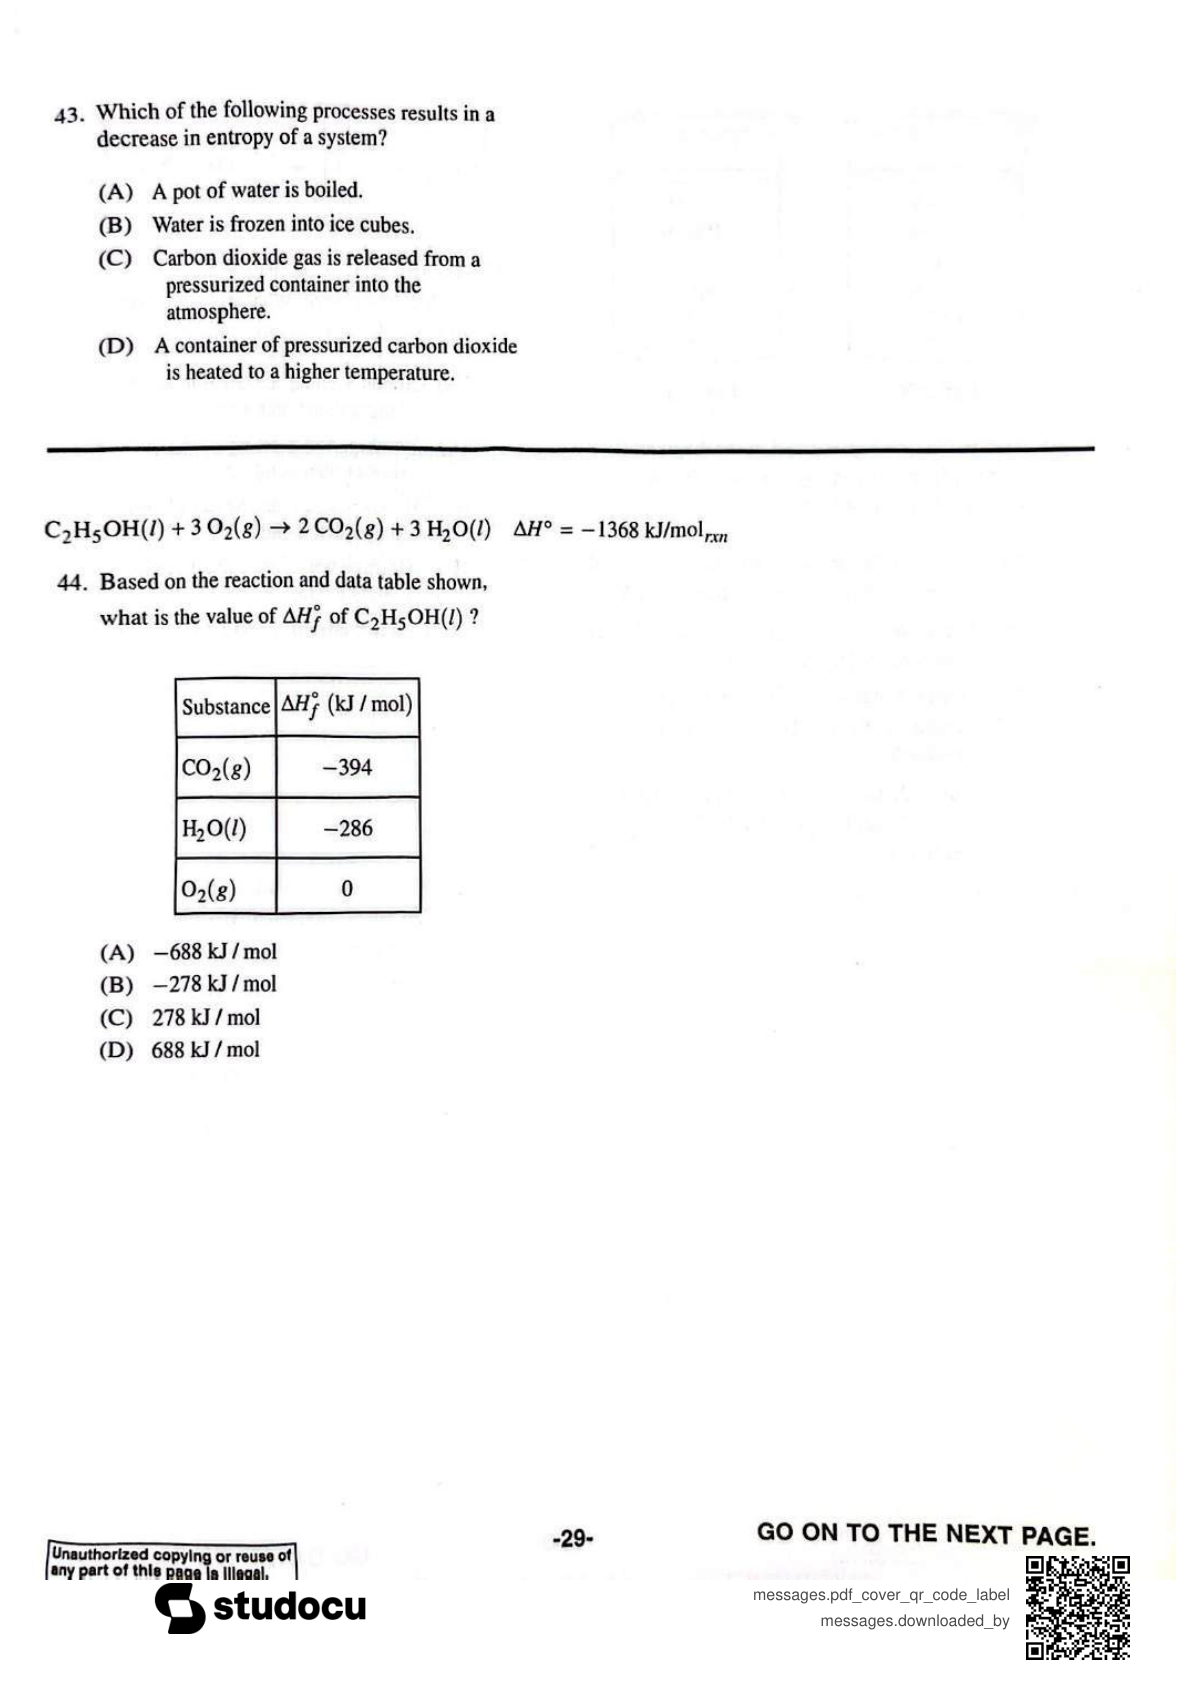 43. Which of the following processes results in a
decrease in entropy of a system?
(A) A pot of water is boiled.
(B) Water is frozen into ice cubes.
(C) Carbon dioxide gas is released from a
pressurized container into the
atmosphere.
(D) A container of pressurized carbon dioxide
is heated to a higher temperature.
C₂H₅OH(l) + 3 O₂(g) → 2 CO₂(g) + 3 H₂O(l) ΔH° = −1368 kJ/molᵣₓₙ
44. Based on the reaction and data table shown,
what is the value of ΔH°f of C₂H₅OH(l) ?
Substance ΔH°f (kJ / mol)
CO₂(g) −394
H₂O(l) −286
O₂(g) 0
(A) −688 kJ / mol
(B) −278 kJ / mol
(C) 278 kJ / mol
(D) 688 kJ / mol
Unauthorized copying or reuse of
any part of this page is illegal.
-29-
GO ON TO THE NEXT PAGE.
studocu
messages.pdf_cover_qr_code_label
messages.downloaded_by